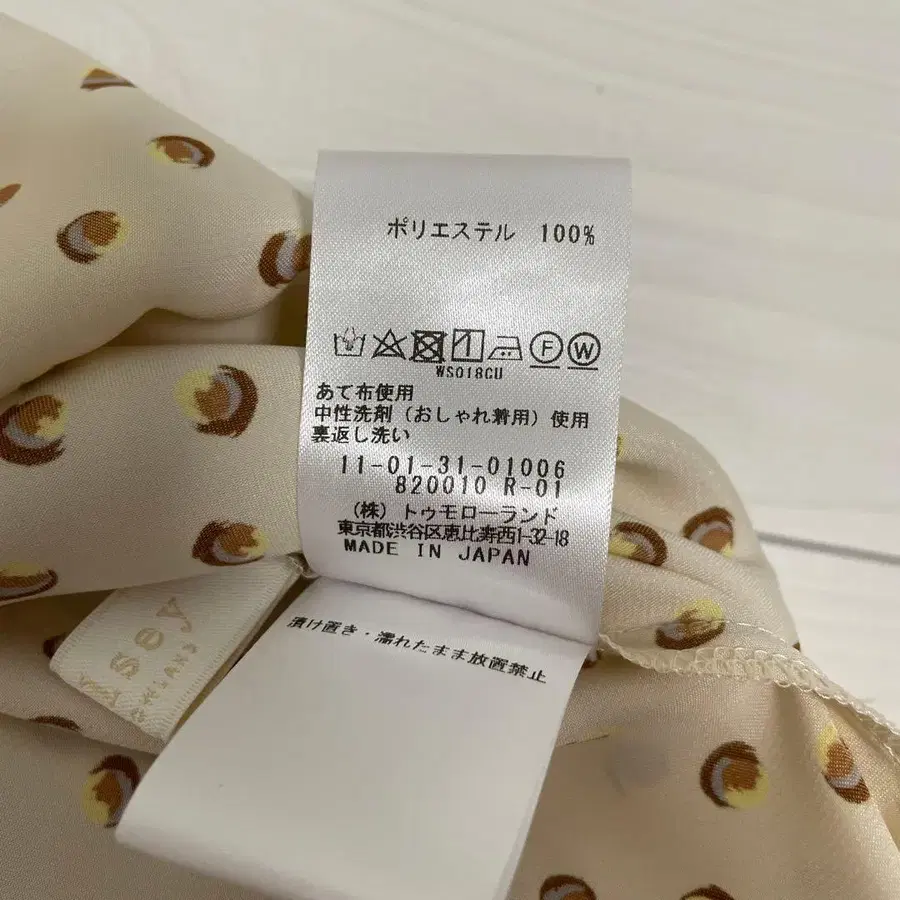 ポリエステル 100%
F W
WS018CU
あて布使用
中性洗剤(おしゃれ着用)使用
裏返し洗い
11-01-31-01006
820010 R-01
(株)トゥモローランド
東京都渋谷区恵比寿西1-32-18
MADE IN JAPAN
漬け置き・濡れたまま放置禁止
sey